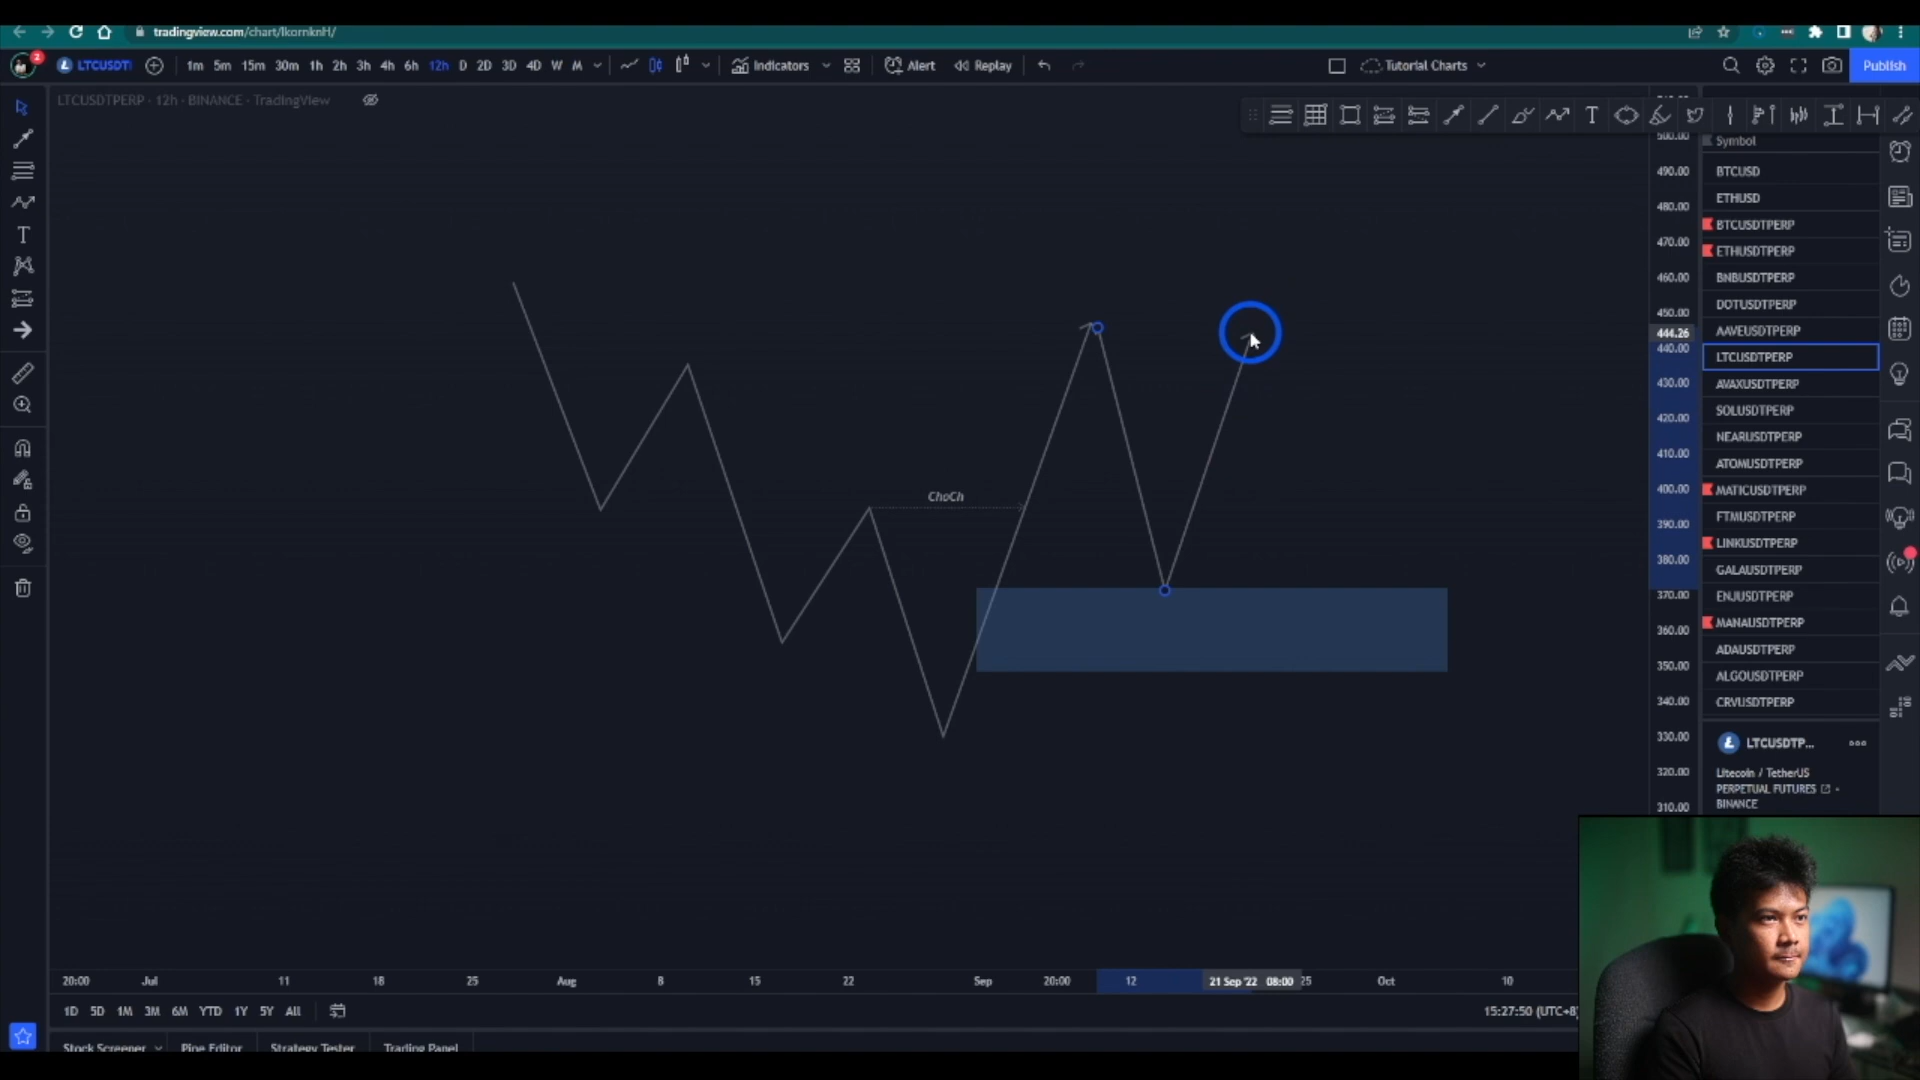 tradingview.com/chart/lkornknH/
2
LTCUSDT
1m 5m 15m 30m 1h 2h 3h 4h 6h 12h D 2D 3D 4D W M
Indicators
Alert
Replay
Tutorial Charts
Publish
LTCUSDTPERP · 12h · BINANCE · TradingView
Symbol
BTCUSD
ETHUSD
BTCUSDTPERP
ETHUSDTPERP
BNBUSDTPERP
DOTUSDTPERP
AAVEUSDTPERP
LTCUSDTPERP
AVAXUSDTPERP
SOLUSDTPERP
NEARUSDTPERP
ATOMUSDTPERP
MATICUSDTPERP
FTMUSDTPERP
LINKUSDTPERP
GALAUSDTPERP
ENJUSDTPERP
MANAUSDTPERP
ADAUSDTPERP
ALGOUSDTPERP
CRVUSDTPERP
LTCUSDTP...
Litecoin / TetherUS
PERPETUAL FUTURES
BINANCE
500.00
490.00
480.00
470.00
460.00
450.00
444.26
440.00
430.00
420.00
410.00
400.00
390.00
380.00
370.00
360.00
350.00
340.00
330.00
320.00
310.00
ChoCh
20:00 Jul 11 18 25 Aug 8 15 22 Sep 20:00 12 21 Sep '22 08:00 25 Oct 10
1D 5D 1M 3M 6M YTD 1Y 5Y All
15:27:50 (UTC+8)
Stock Screener Pine Editor Strategy Tester Trading Panel